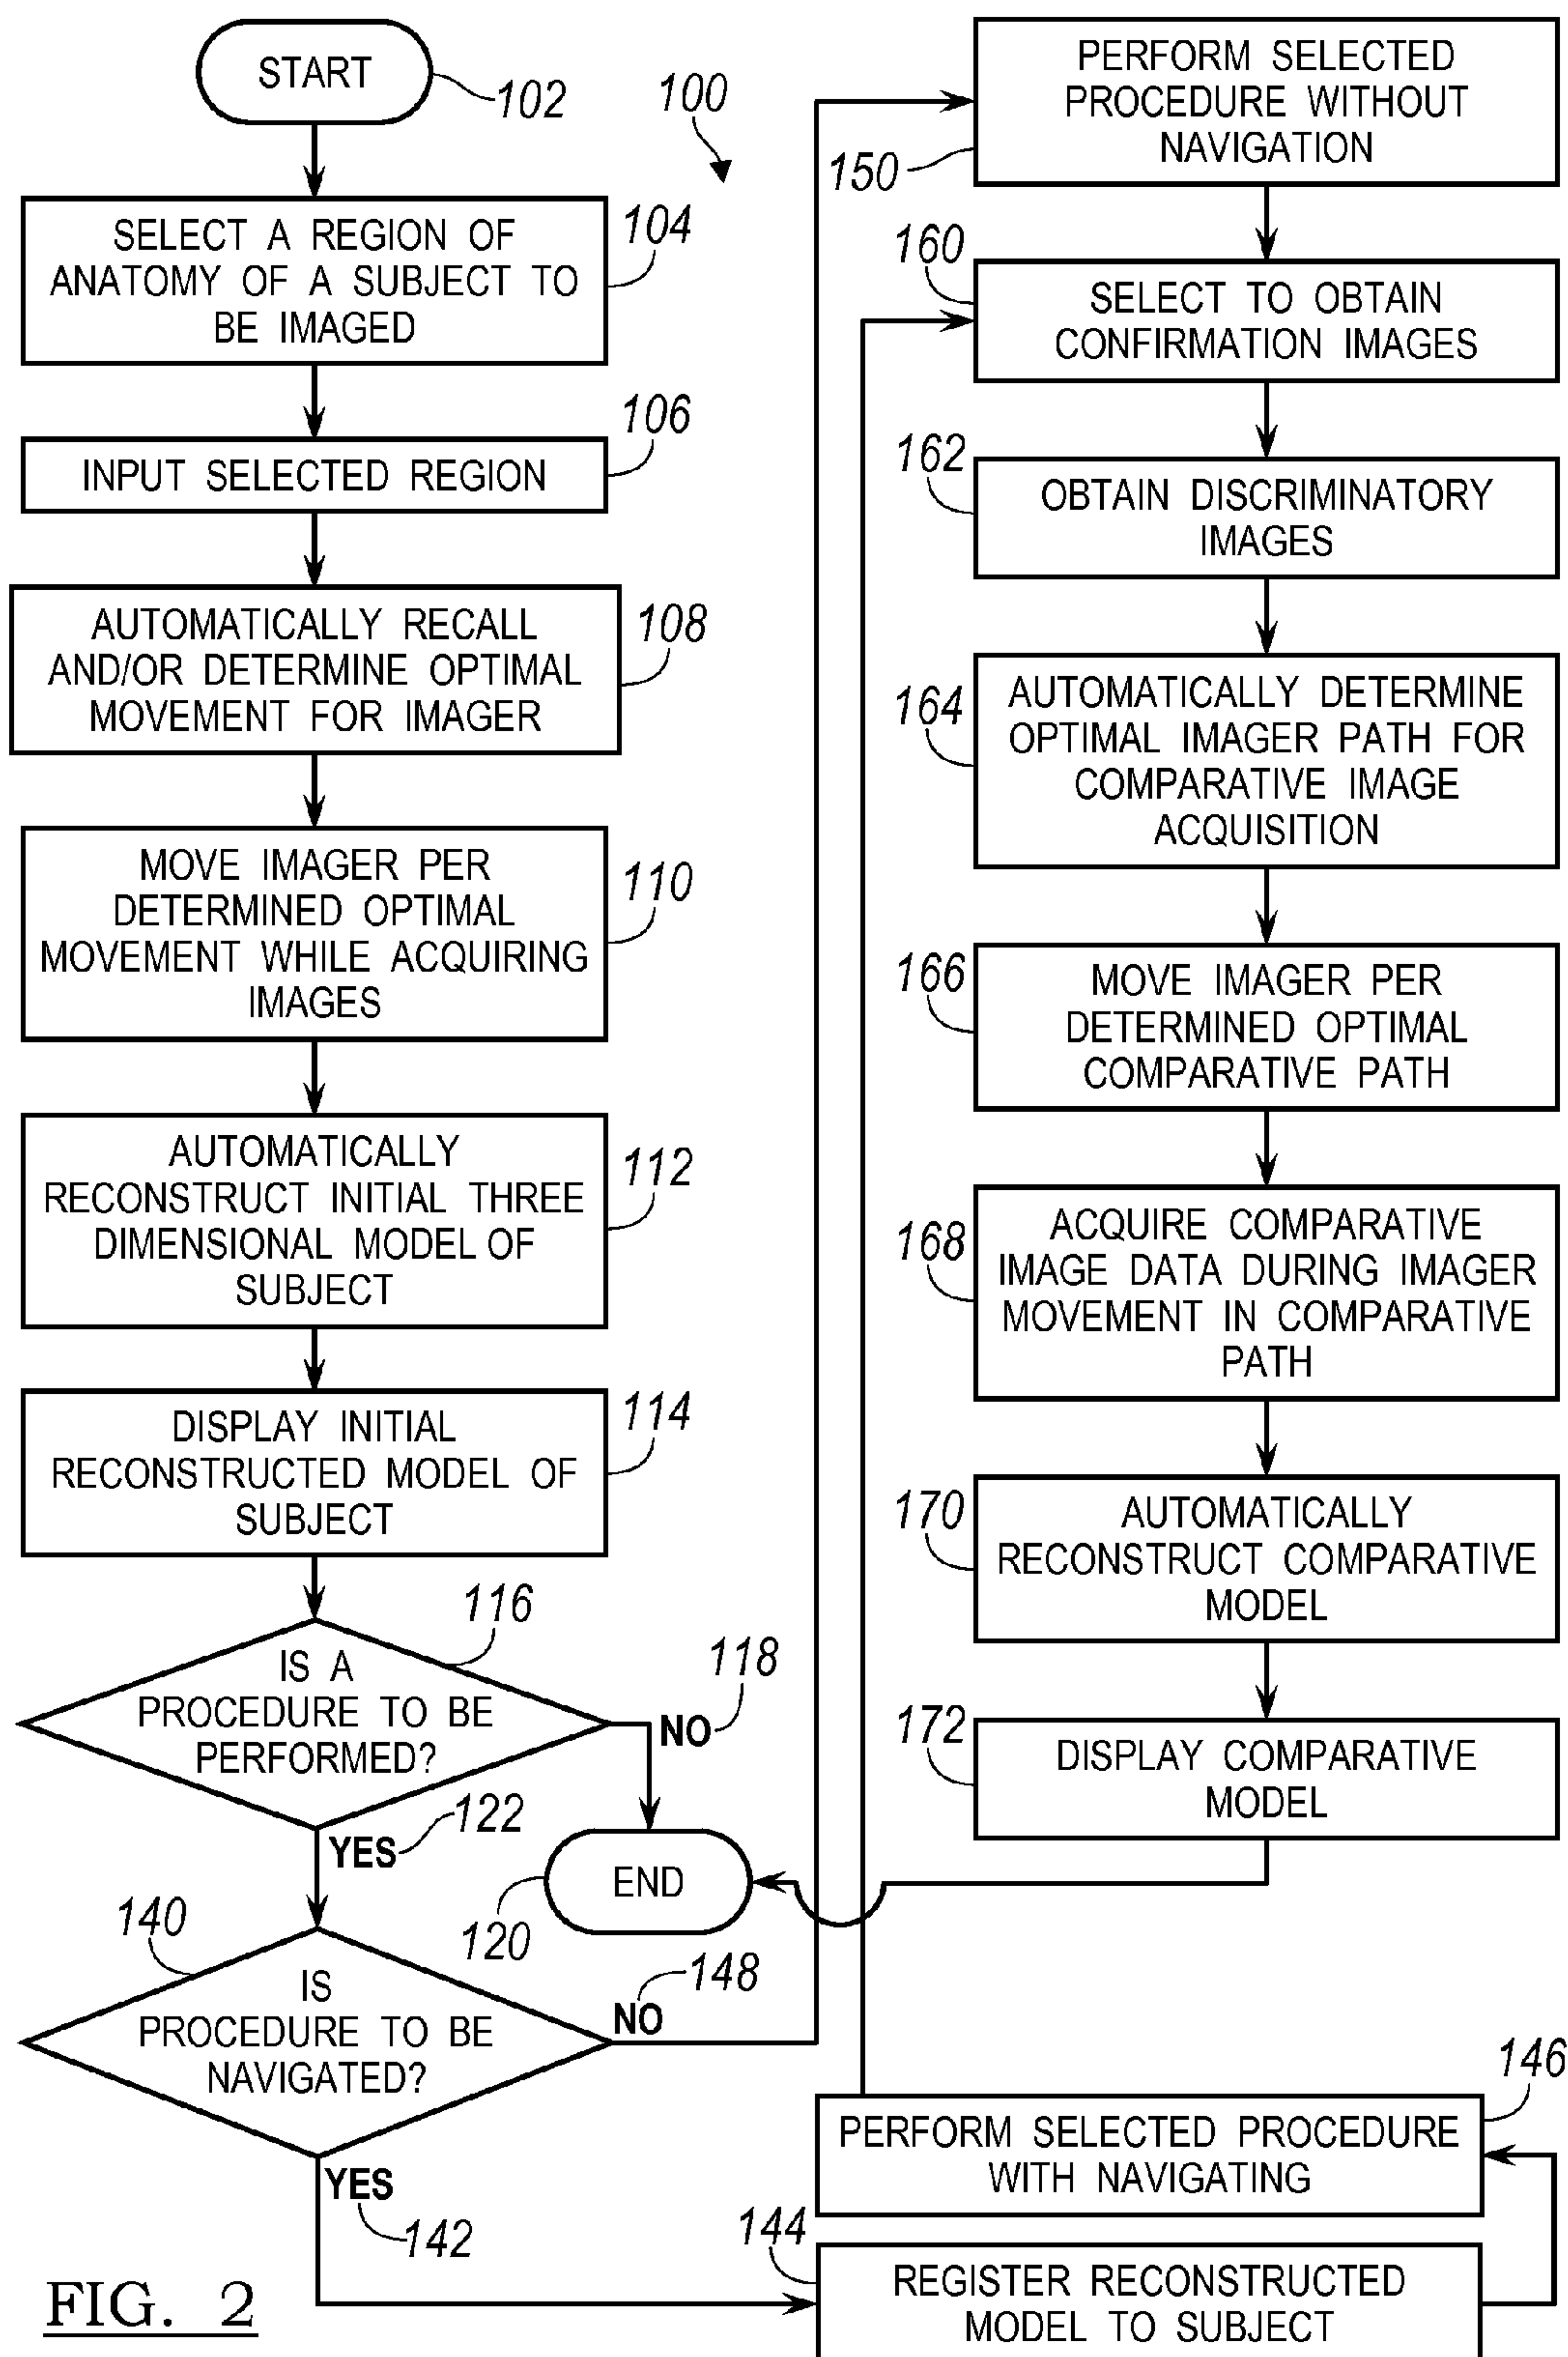 START
102
100
SELECT A REGION OF
ANATOMY OF A SUBJECT TO
BE IMAGED
104
INPUT SELECTED REGION
106
AUTOMATICALLY RECALL
AND/OR DETERMINE OPTIMAL
MOVEMENT FOR IMAGER
108
MOVE IMAGER PER
DETERMINED OPTIMAL
MOVEMENT WHILE ACQUIRING
IMAGES
110
AUTOMATICALLY
RECONSTRUCT INITIAL THREE
DIMENSIONAL MODEL OF
SUBJECT
112
DISPLAY INITIAL
RECONSTRUCTED MODEL OF
SUBJECT
114
IS A
PROCEDURE TO BE
PERFORMED?
116
NO
118
YES
122
END
120
IS
PROCEDURE TO BE
NAVIGATED?
140
NO
148
YES
142
REGISTER RECONSTRUCTED
MODEL TO SUBJECT
144
PERFORM SELECTED PROCEDURE
WITH NAVIGATING
146
PERFORM SELECTED
PROCEDURE WITHOUT
NAVIGATION
150
SELECT TO OBTAIN
CONFIRMATION IMAGES
160
OBTAIN DISCRIMINATORY
IMAGES
162
AUTOMATICALLY DETERMINE
OPTIMAL IMAGER PATH FOR
COMPARATIVE IMAGE
ACQUISITION
164
MOVE IMAGER PER
DETERMINED OPTIMAL
COMPARATIVE PATH
166
ACQUIRE COMPARATIVE
IMAGE DATA DURING IMAGER
MOVEMENT IN COMPARATIVE
PATH
168
AUTOMATICALLY
RECONSTRUCT COMPARATIVE
MODEL
170
DISPLAY COMPARATIVE
MODEL
172
FIG. 2